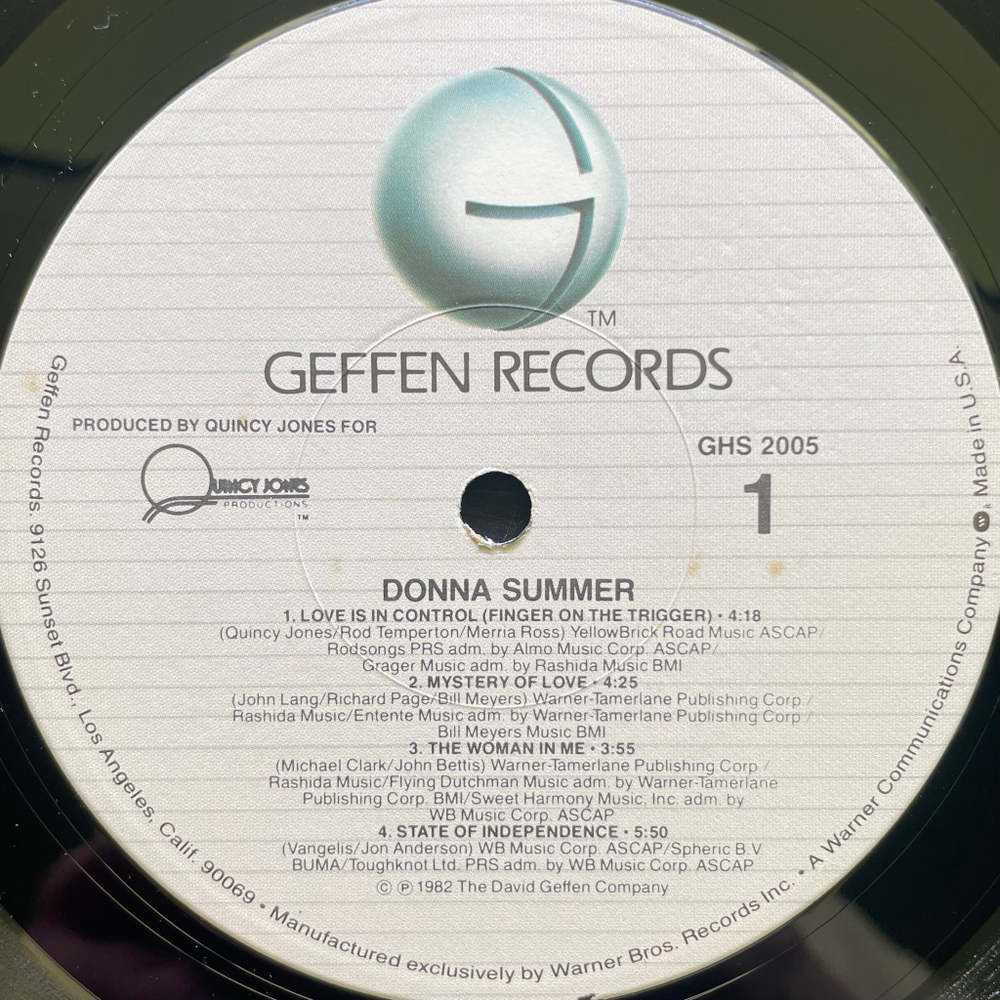 TM
GEFFEN RECORDS
PRODUCED BY QUINCY JONES FOR
QUINCY JONES
PRODUCTIONS
TM
GHS 2005
1
DONNA SUMMER
1. LOVE IS IN CONTROL (FINGER ON THE TRIGGER) • 4:18
(Quincy Jones/Rod Temperton/Merria Ross) YellowBrick Road Music ASCAP/
Rodsongs PRS adm. by Almo Music Corp. ASCAP/
Grager Music adm. by Rashida Music BMI
2. MYSTERY OF LOVE • 4:25
(John Lang/Richard Page/Bill Meyers) Warner-Tamerlane Publishing Corp /
Rashida Music/Entente Music adm. by Warner-Tamerlane Publishing Corp /
Bill Meyers Music BMI
3. THE WOMAN IN ME • 3:55
(Michael Clark/John Bettis) Warner-Tamerlane Publishing Corp /
Rashida Music/Flying Dutchman Music adm. by Warner-Tamerlane
Publishing Corp. BMI/Sweet Harmony Music, Inc. adm. by
WB Music Corp. ASCAP
4. STATE OF INDEPENDENCE • 5:50
(Vangelis/Jon Anderson) WB Music Corp. ASCAP/Spheric B.V
BUMA/Toughknot Ltd. PRS adm. by WB Music Corp. ASCAP
© ℗ 1982 The David Geffen Company
Geffen Records. 9126 Sunset Blvd., Los Angeles, Calif. 90069 • Manufactured exclusively by Warner Bros. Records Inc. • A Warner Communications Company. Made in U.S.A.